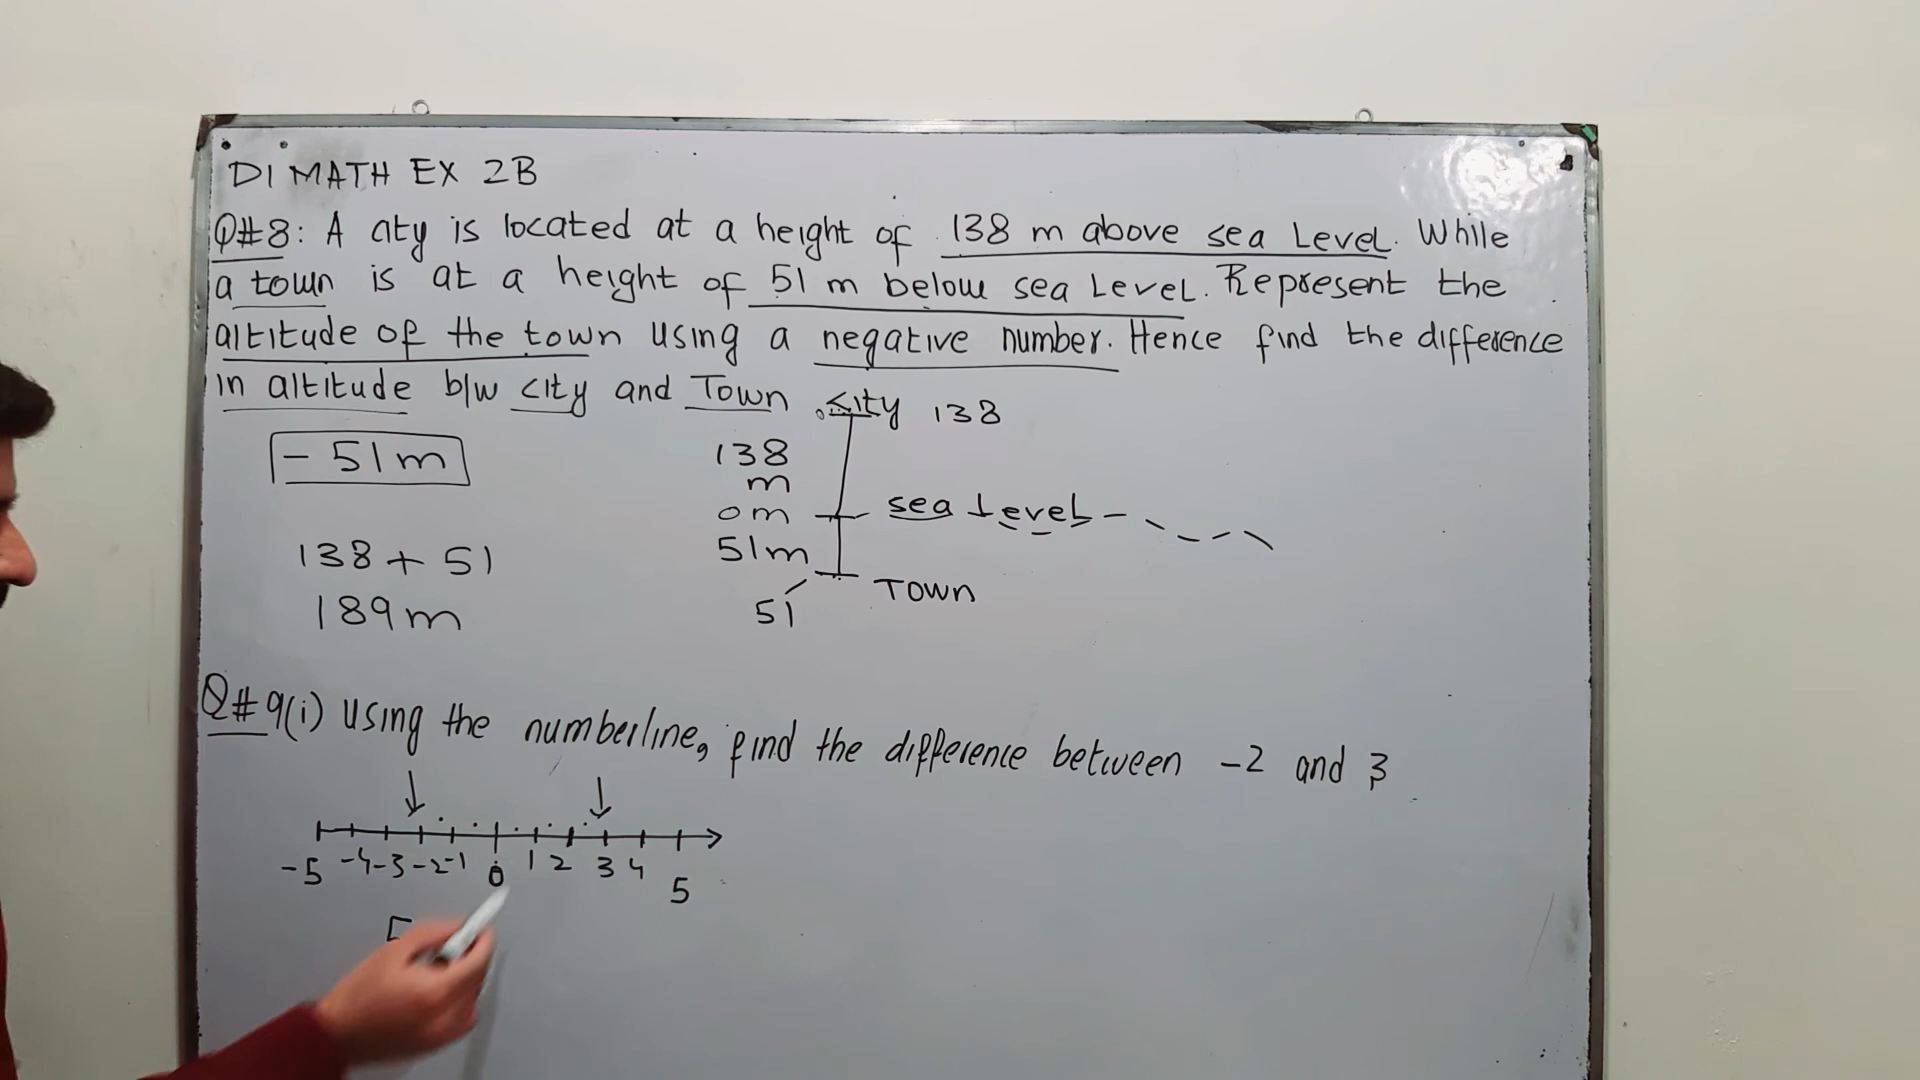 D1 MATH EX 2B
Q#8: A city is located at a height of 138 m above sea Level. While
a town is at a height of 51 m below sea Level. Represent the
altitude of the town using a negative number. Hence find the difference
in altitude b/w city and Town
City 138
- 51m
138
m
0m
sea Level
51m
Town
51
138 + 51
189m
Q#9(i) using the numberline, find the difference between -2 and 3
-5 -4 -3 -2 -1 0 1 2 3 4 5